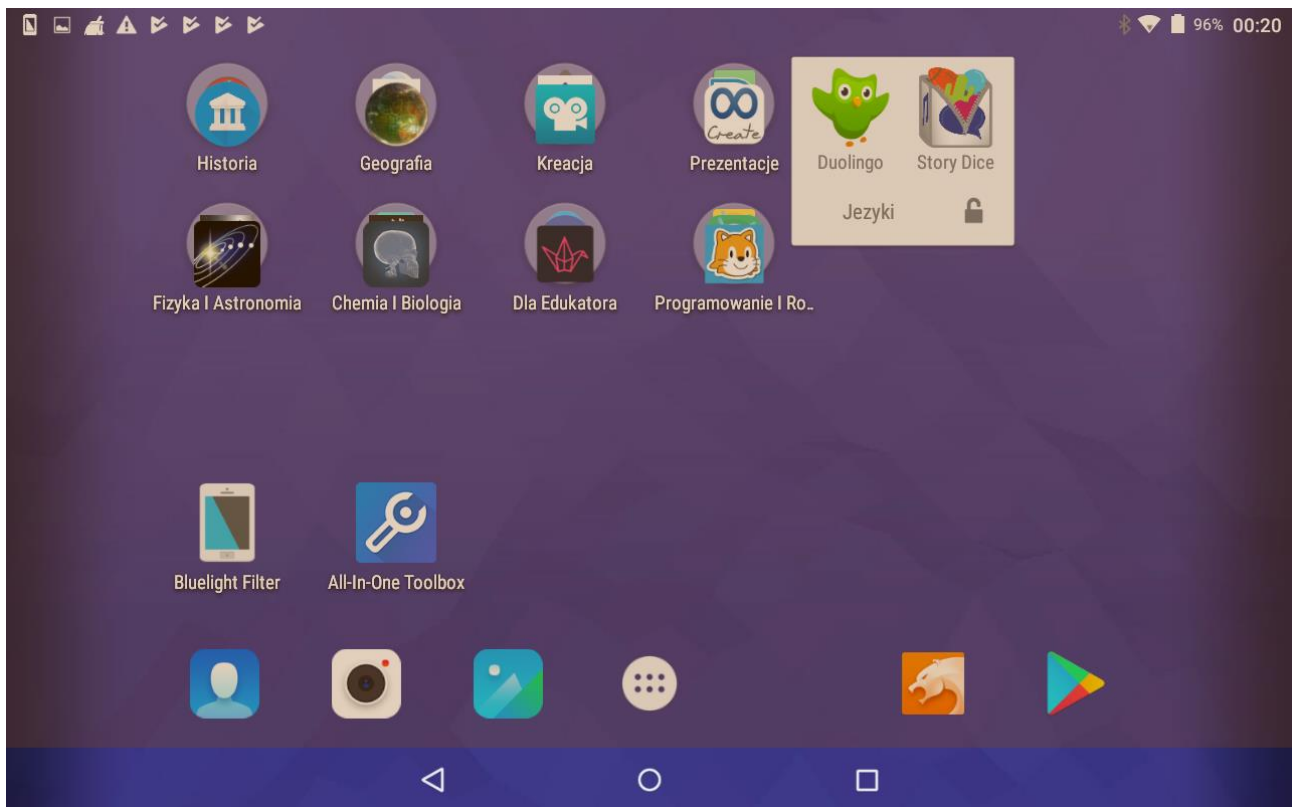 96% 00:20
Historia
Geografia
Kreacja
Create
Prezentacje
Duolingo
Story Dice
Jezyki
Fizyka I Astronomia
Chemia I Biologia
Dla Edukatora
Programowanie I Ro...
Bluelight Filter
All-In-One Toolbox